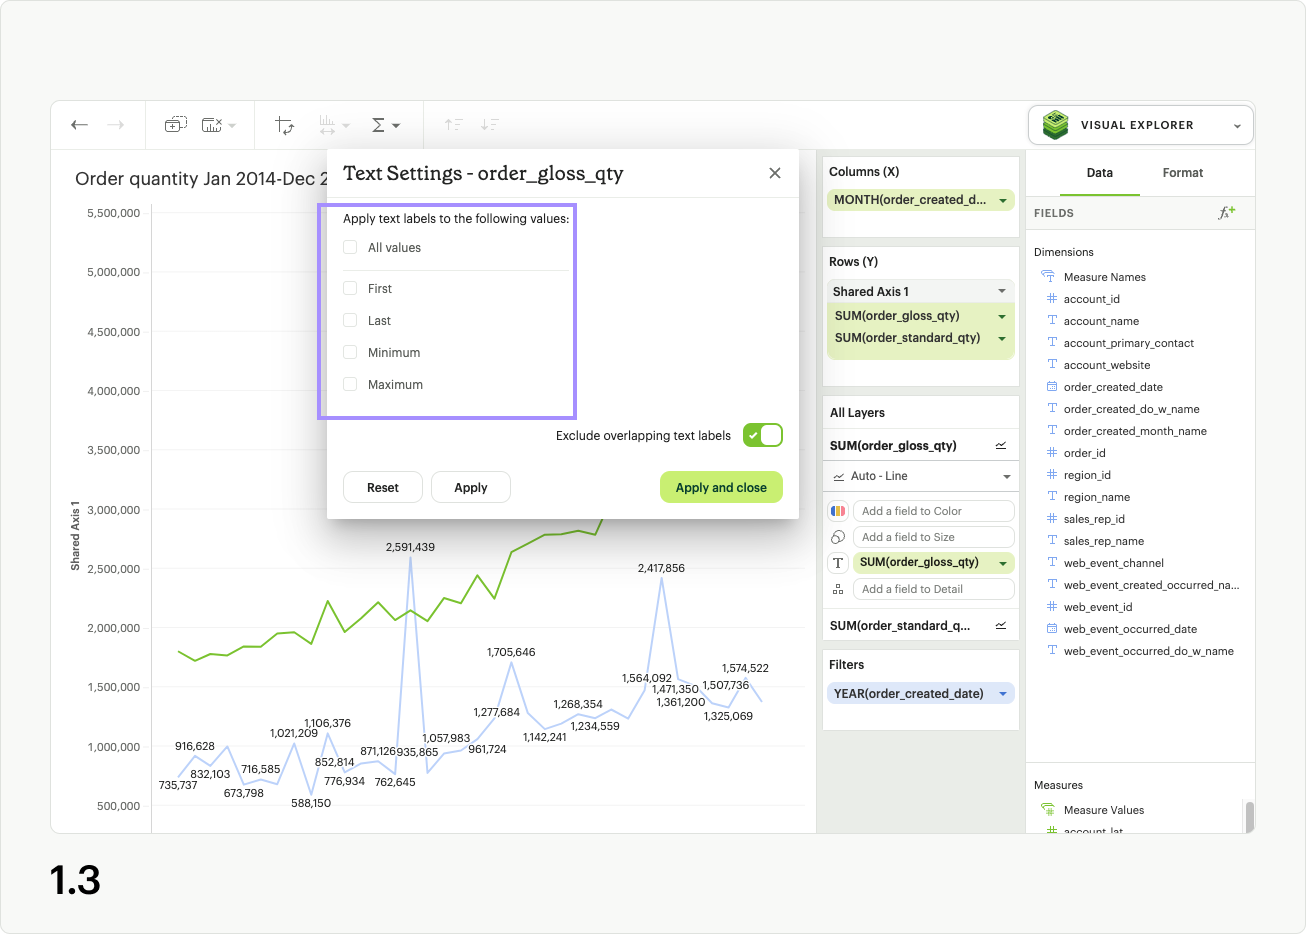 VISUAL EXPLORER
Order quantity Jan 2014-Dec 2
5,500,000
5,000,000
4,500,000
4,000,000
3,500,000
3,000,000
2,500,000
2,000,000
1,500,000
1,000,000
500,000
Shared Axis 1
Text Settings - order_gloss_qty
Apply text labels to the following values:
All values
First
Last
Minimum
Maximum
Exclude overlapping text labels
Reset
Apply
Apply and close
2,591,439
2,417,856
1,705,646
1,574,522
1,564,092
1,507,736
1,471,350
1,361,200
1,325,069
1,277,684
1,268,354
1,234,559
1,142,241
1,106,376
1,021,209
1,057,983
961,724
916,628
871,126
935,865
852,814
832,103
716,585
776,934
762,645
735,737
673,798
588,150
Columns (X)
MONTH(order_created_d...
Rows (Y)
Shared Axis 1
SUM(order_gloss_qty)
SUM(order_standard_qty)
All Layers
SUM(order_gloss_qty)
Auto - Line
Add a field to Color
Add a field to Size
T SUM(order_gloss_qty)
Add a field to Detail
SUM(order_standard_q...
Filters
YEAR(order_created_date)
Data Format
FIELDS
Dimensions
Measure Names
account_id
account_name
account_primary_contact
account_website
order_created_date
order_created_do_w_name
order_created_month_name
order_id
region_id
region_name
sales_rep_id
sales_rep_name
web_event_channel
web_event_created_occurred_na...
web_event_id
web_event_occurred_date
web_event_occurred_do_w_name
Measures
Measure Values
account_lat
1.3